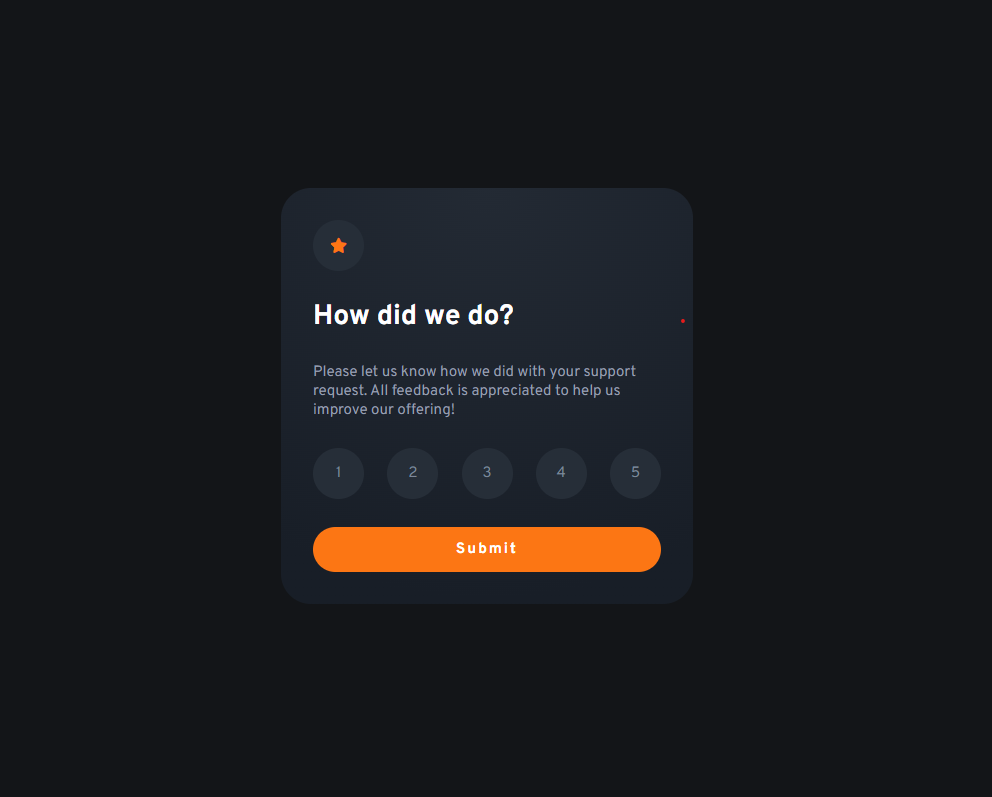 How did we do?
Please let us know how we did with your support
request. All feedback is appreciated to help us
improve our offering!
1 2 3 4 5
Submit